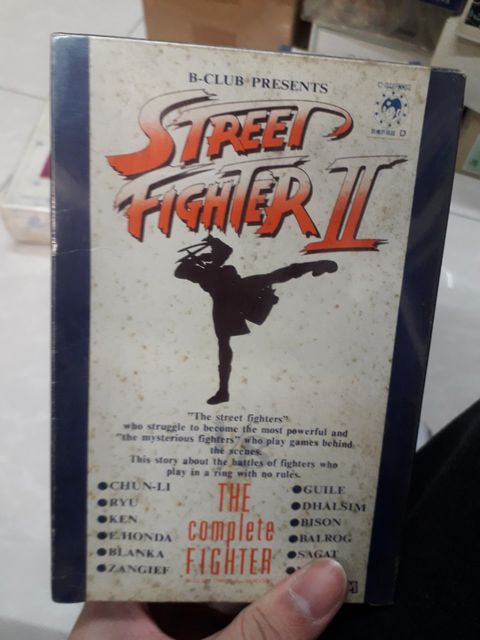 B-CLUB PRESENTS
STREET
FIGHTER II
"The street fighters"
who struggle to become the most powerful and
"the mysterious fighters" who play games behind
the scenes.
This story about the battles of fighters who
play in a ring with no rules.
●CHUN-LI
●RYU
●KEN
●E.HONDA
●BLANKA
●ZANGIEF
THE
complete
FIGHTER
●GUILE
●DHALSIM
●BISON
●BALROG
●SAGAT